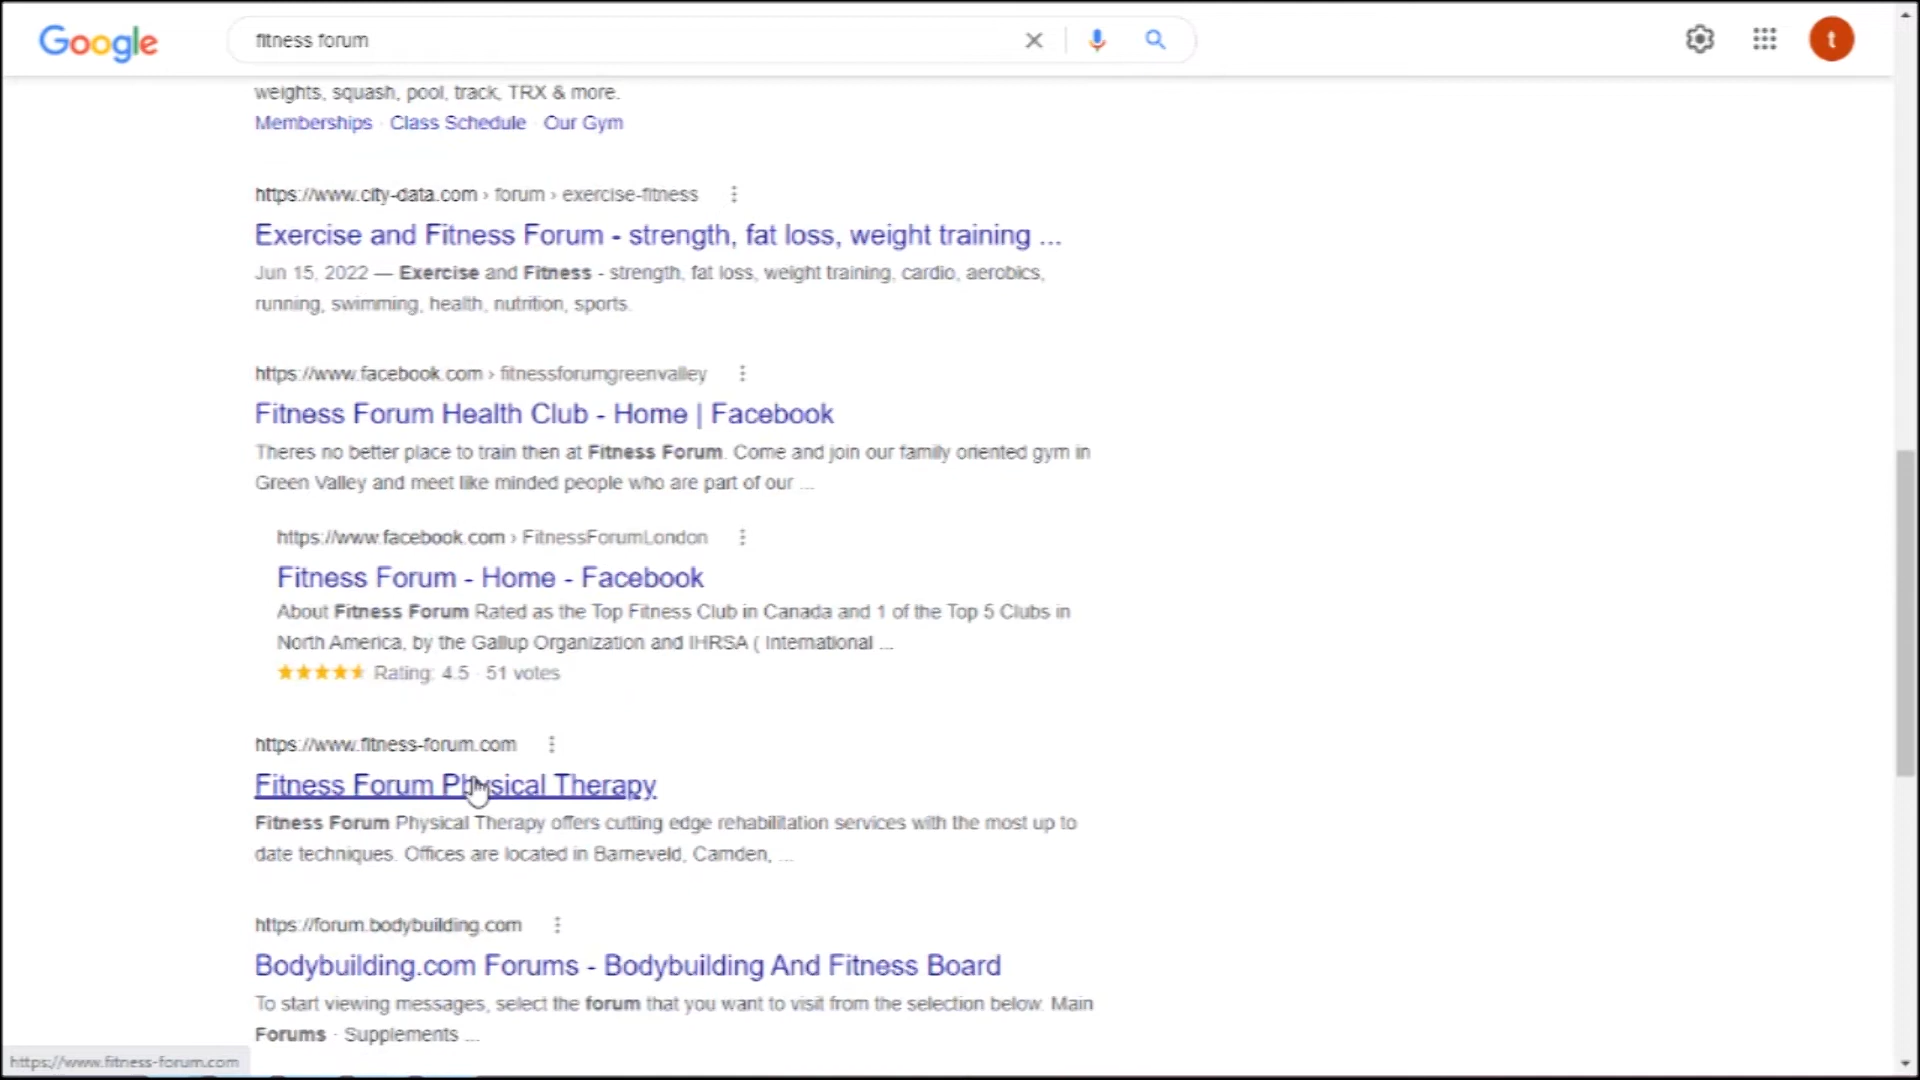 Google
fitness forum
t
weights, squash, pool, track, TRX & more.
Memberships · Class Schedule · Our Gym
https://www.city-data.com › forum › exercise-fitness
Exercise and Fitness Forum - strength, fat loss, weight training ...
Jun 15, 2022 — Exercise and Fitness - strength, fat loss, weight training, cardio, aerobics,
running, swimming, health, nutrition, sports.
https://www.facebook.com › fitnessforumgreenvalley
Fitness Forum Health Club - Home | Facebook
Theres no better place to train then at Fitness Forum. Come and join our family oriented gym in
Green Valley and meet like minded people who are part of our ...
https://www.facebook.com › FitnessForumLondon
Fitness Forum - Home - Facebook
About Fitness Forum Rated as the Top Fitness Club in Canada and 1 of the Top 5 Clubs in
North America, by the Gallup Organization and IHRSA ( International ...
Rating: 4.5 · 51 votes
https://www.fitness-forum.com
Fitness Forum Physical Therapy
Fitness Forum Physical Therapy offers cutting edge rehabilitation services with the most up to
date techniques. Offices are located in Barneveld, Camden, ...
https://forum.bodybuilding.com
Bodybuilding.com Forums - Bodybuilding And Fitness Board
To start viewing messages, select the forum that you want to visit from the selection below. Main
Forums · Supplements ...
https://www.fitness-forum.com